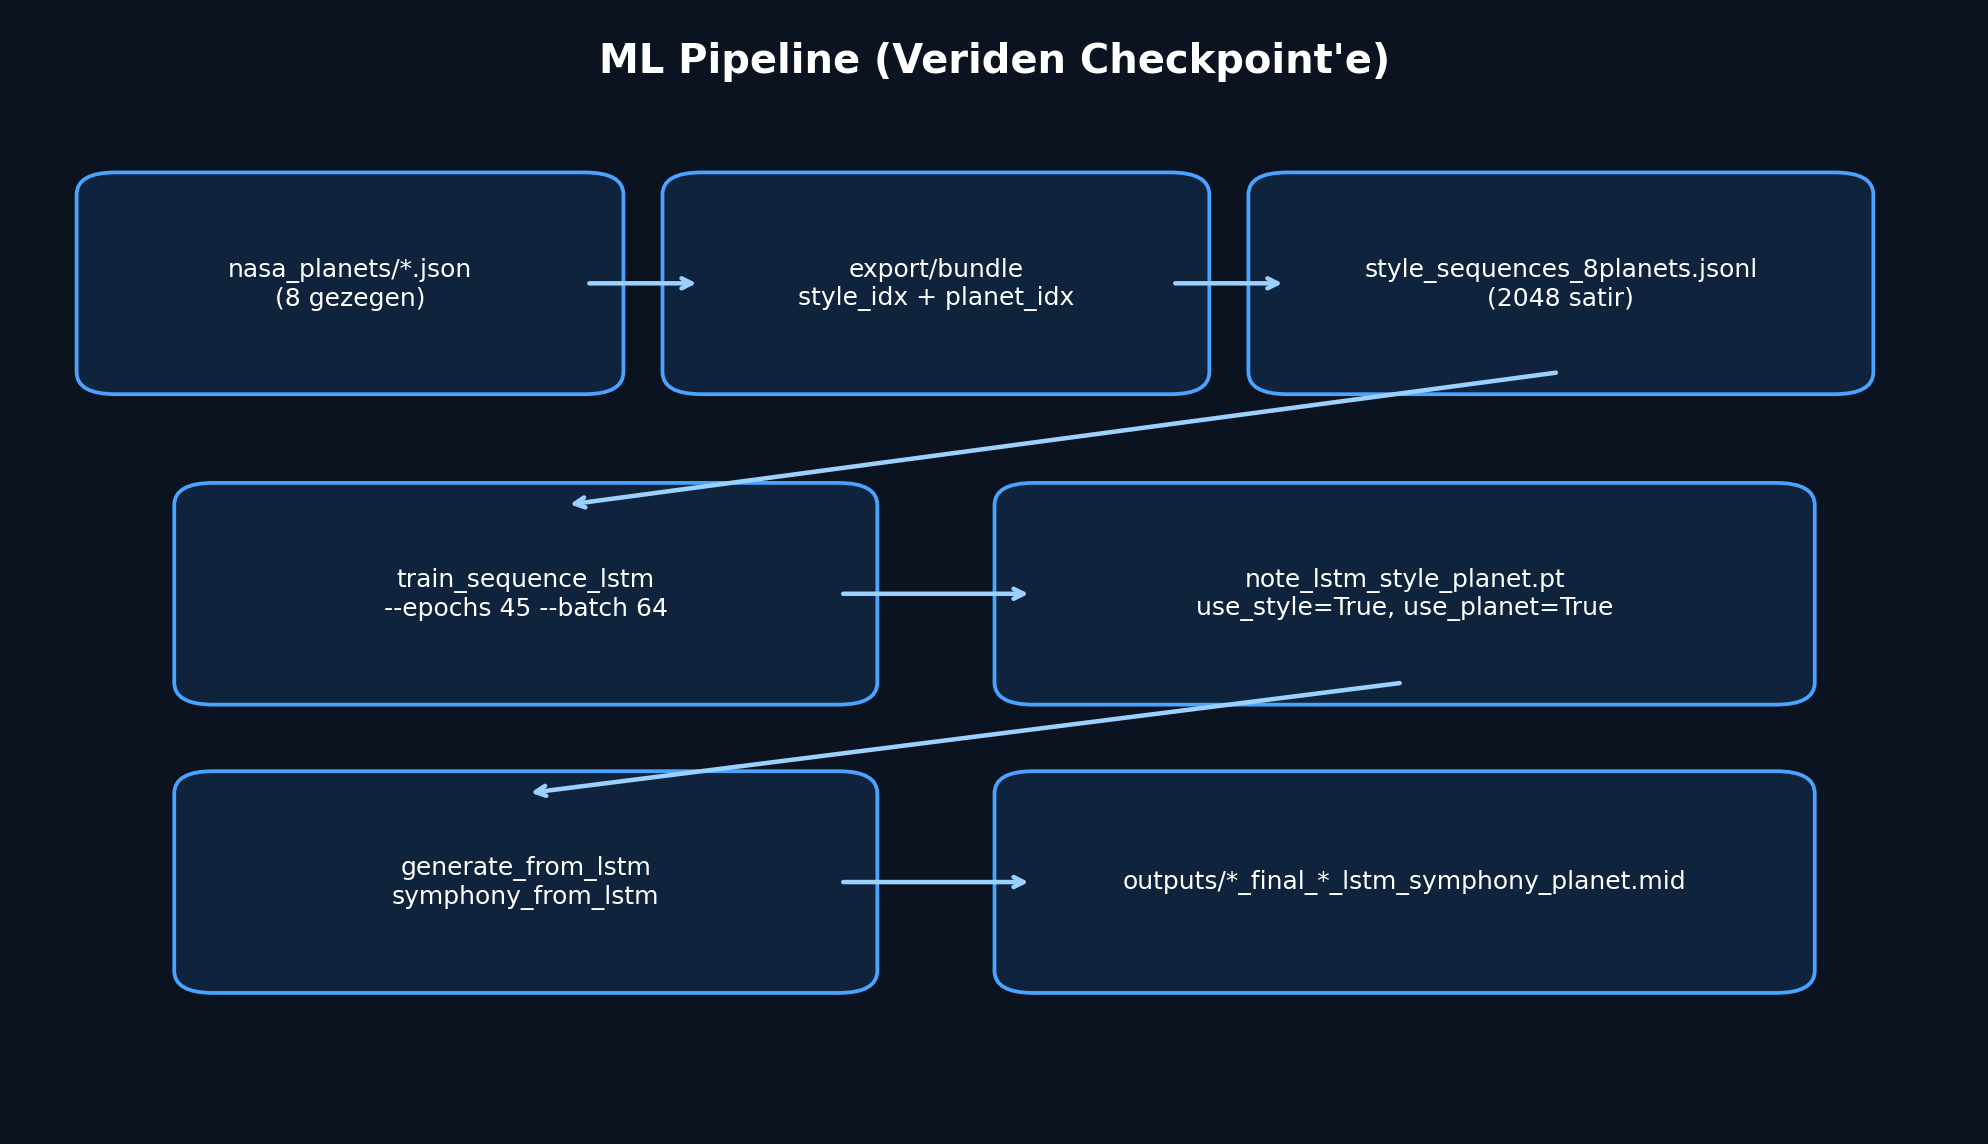 ML Pipeline (Veriden Checkpoint'e)
nasa_planets/*.json
(8 gezegen)
export/bundle
style_idx + planet_idx
style_sequences_8planets.jsonl
(2048 satir)
train_sequence_lstm
--epochs 45 --batch 64
note_lstm_style_planet.pt
use_style=True, use_planet=True
generate_from_lstm
symphony_from_lstm
outputs/*_final_*_lstm_symphony_planet.mid